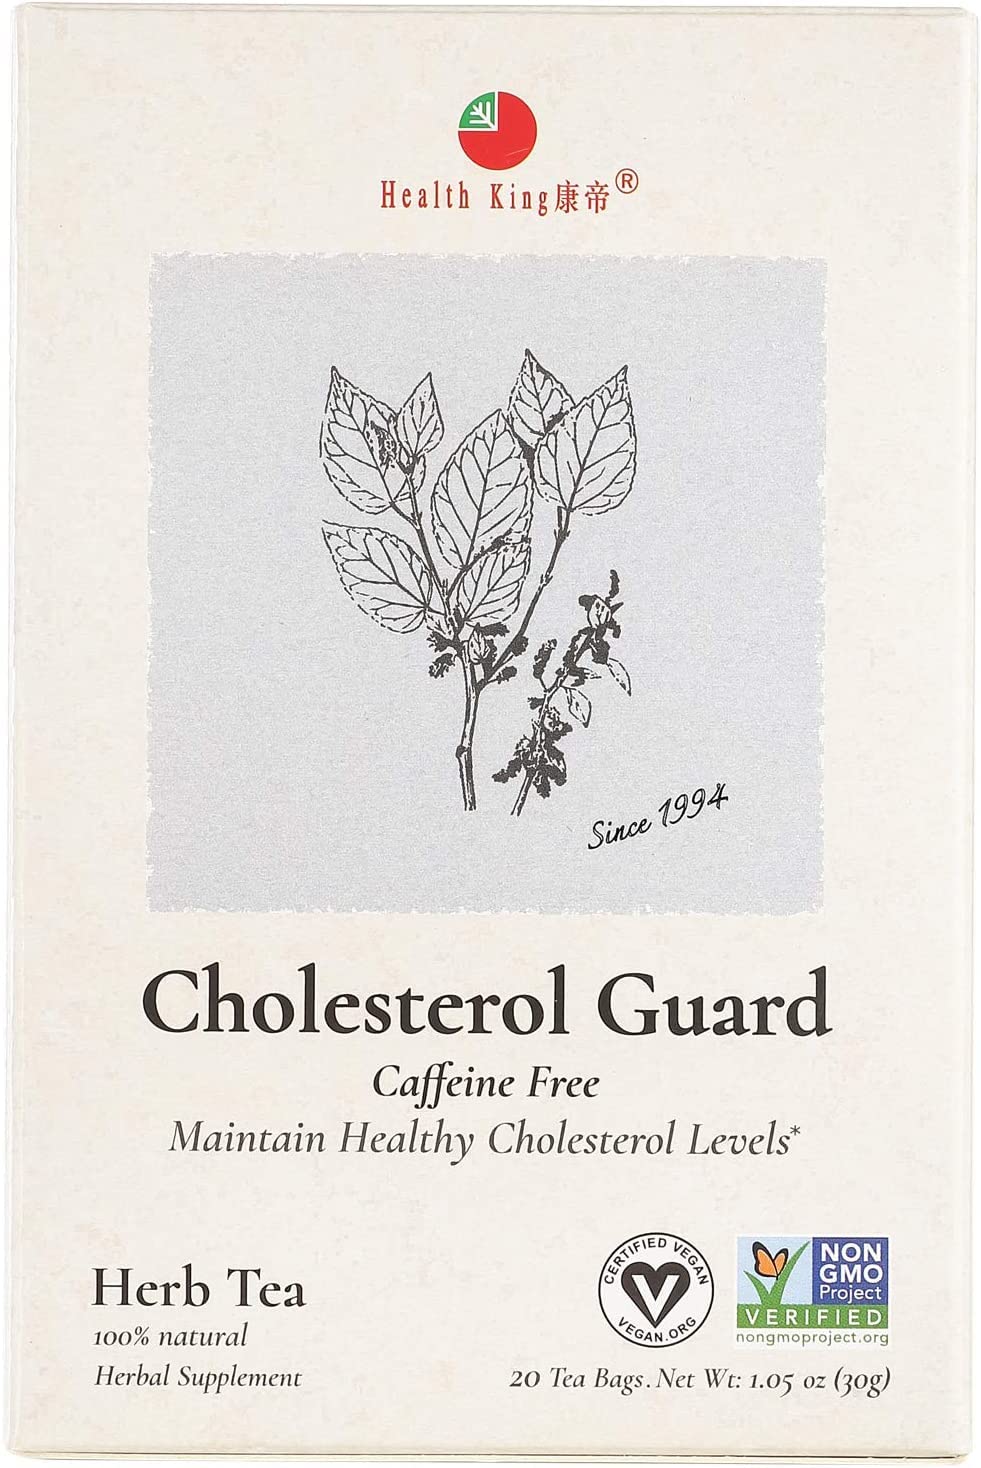 Health King康帝®
Since 1994
Cholesterol Guard
Caffeine Free
Maintain Healthy Cholesterol Levels*
Herb Tea
100% natural
Herbal Supplement
CERTIFIED VEGAN
V
VEGAN.ORG
NON
GMO
Project
VERIFIED
nongmoproject.org
20 Tea Bags. Net Wt: 1.05 oz (30g)